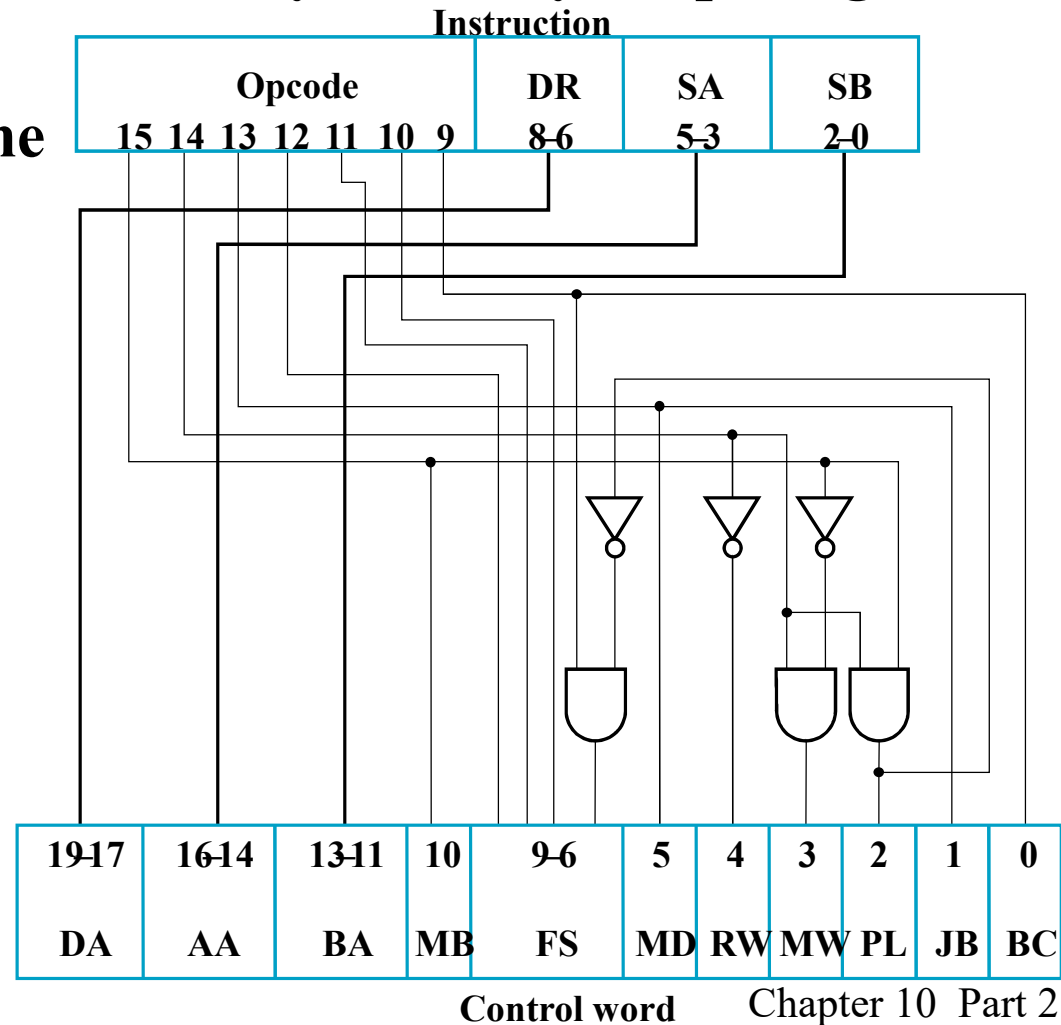 Instruction
Opcode DR SA SB
ne
15 14 13 12 11 10 9 8–6 5–3 2–0
19–17 16–14 13–11 10 9–6 5 4 3 2 1 0
DA AA BA MB FS MD RW MW PL JB BC
Control word
Chapter 10 Part 2